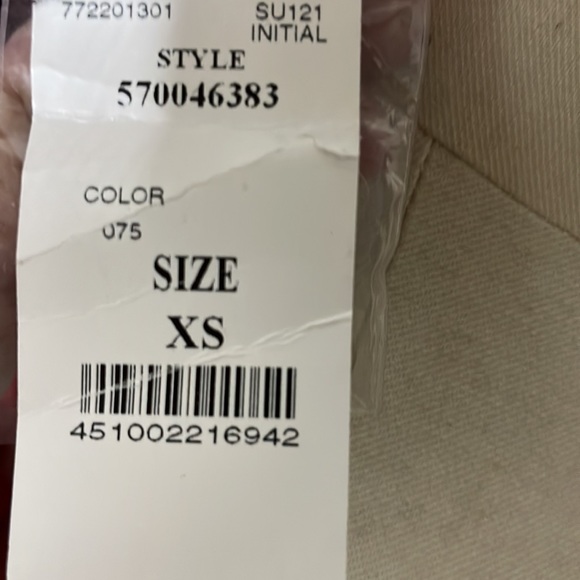 772201301 SU121
INITIAL
STYLE
570046383
COLOR
075
SIZE
XS
451002216942